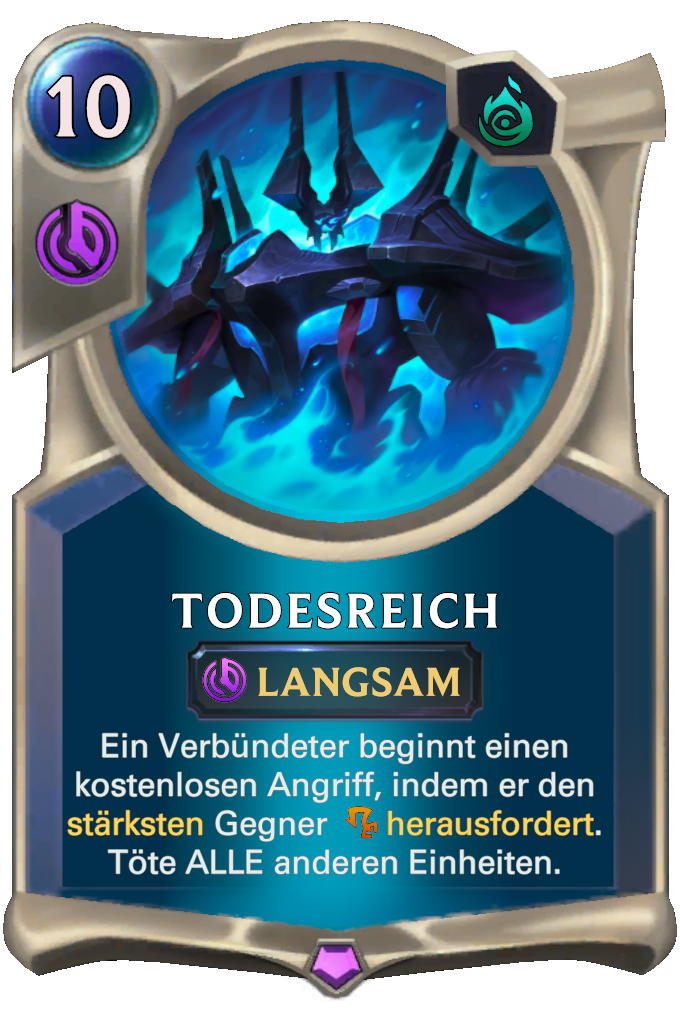 10
TODESREICH
LANGSAM
Ein Verbündeter beginnt einen
kostenlosen Angriff, indem er den
stärksten Gegner herausfordert.
Töte ALLE anderen Einheiten.